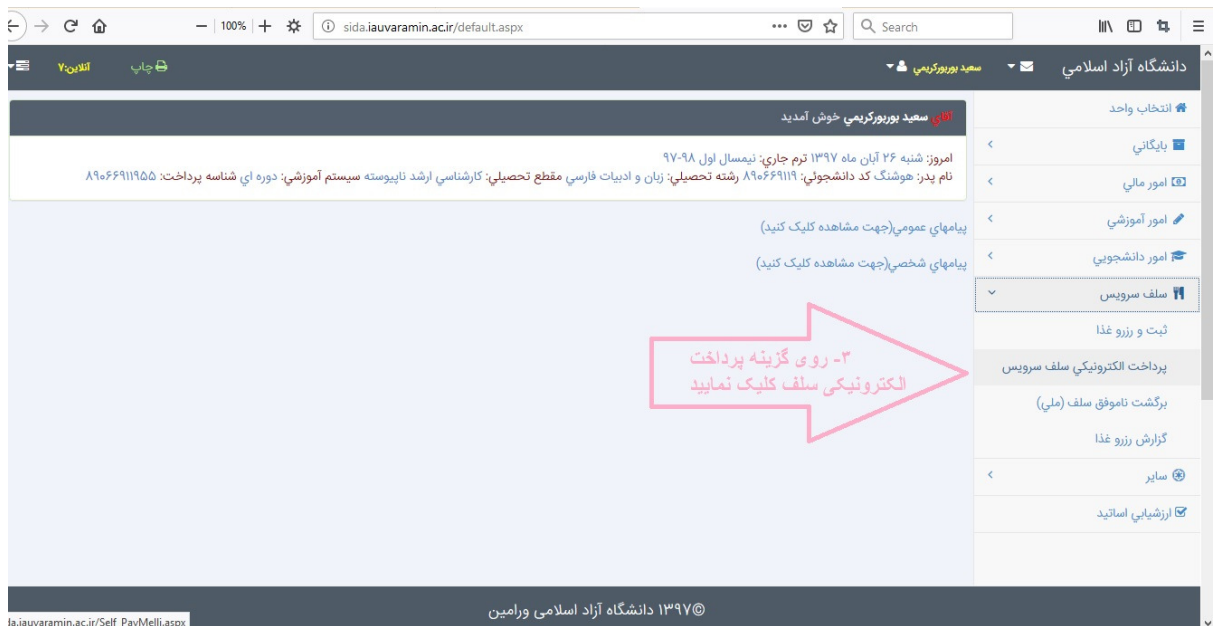 100%
sida.iauvaramin.ac.ir/default.aspx
Search
دانشگاه آزاد اسلامي
سعيد بوربوركريمي
آنلاين:۷
چاپ
انتخاب واحد
بايگاني
امور مالي
امور آموزشي
امور دانشجويي
سلف سرويس
ثبت و رزرو غذا
پرداخت الكترونيكي سلف سرويس
برگشت ناموفق سلف (ملي)
گزارش رزرو غذا
ساير
ارزشيابي اساتيد
آقاي سعيد بوربوركريمي خوش آمديد
امروز: شنبه ۲۶ آبان ماه ۱۳۹۷ ترم جاري: نيمسال اول ۹۸-۹۷
نام پدر: هوشنگ كد دانشجوئي: ۸۹۰۶۶۹۱۱۹ رشته تحصيلي: زبان و ادبيات فارسي مقطع تحصيلي: كارشناسي ارشد ناپيوسته سيستم آموزشي: دوره اي شناسه پرداخت: ۸۹۰۶۶۹۱۱۹۵۵
پيامهاي عمومي(جهت مشاهده كليک كنيد)
پيامهاي شخصي(جهت مشاهده كليک كنيد)
۳- روی گزینه پرداخت
الکترونیکی سلف کلیک نمایید
©۱۳۹۷ دانشگاه آزاد اسلامی ورامین
da.iauvaramin.ac.ir/Self_PayMelli.aspx